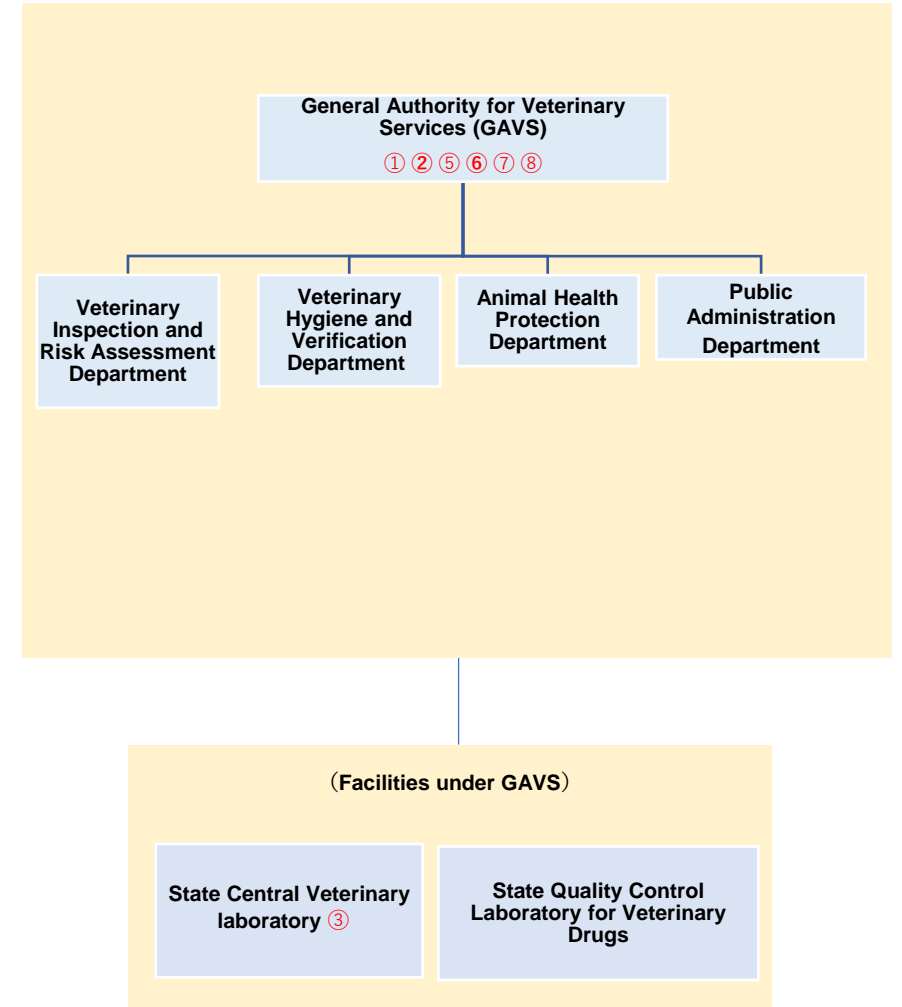 General Authority for Veterinary
Services (GAVS)
①②⑤⑥⑦⑧
Veterinary
Inspection and
Risk Assessment
Department
Veterinary
Hygiene and
Verification
Department
Animal Health
Protection
Department
Public
Administration
Department
（Facilities under GAVS）
State Central Veterinary
laboratory ③
State Quality Control
Laboratory for Veterinary
Drugs